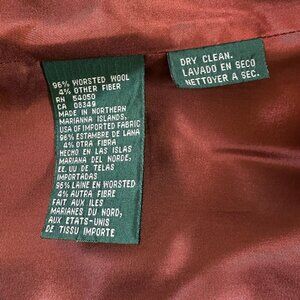 96% WORSTED WOOL
4% OTHER FIBER
RN 54050
CA 08349
MADE IN NORTHERN
MARIANNA ISLANDS,
USA OF IMPORTED FABRIC
96% ESTAMBRE DE LANA
4% OTRA FIBRA
HECHO EN LAS ISLAS
MARIANA DEL NORDE,
EE. UU DE TELAS
IMPORTADAS
96% LAINE EN WORSTED
4% AUTRA FIBRE
FAIT AUX ILES
MARIANES DU NORD,
AUX ETATS-UNIS
DE TISSU IMPORTE
DRY CLEAN.
LAVADO EN SECO
NETTOYER A SEC.